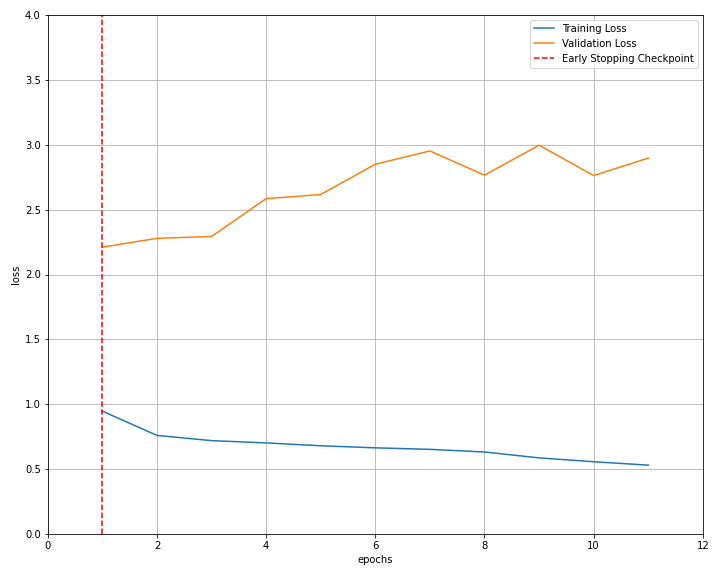 Training Loss
Validation Loss
Early Stopping Checkpoint
4.0
3.5
3.0
2.5
2.0
1.5
1.0
0.5
0.0
loss
0 2 4 6 8 10 12
epochs